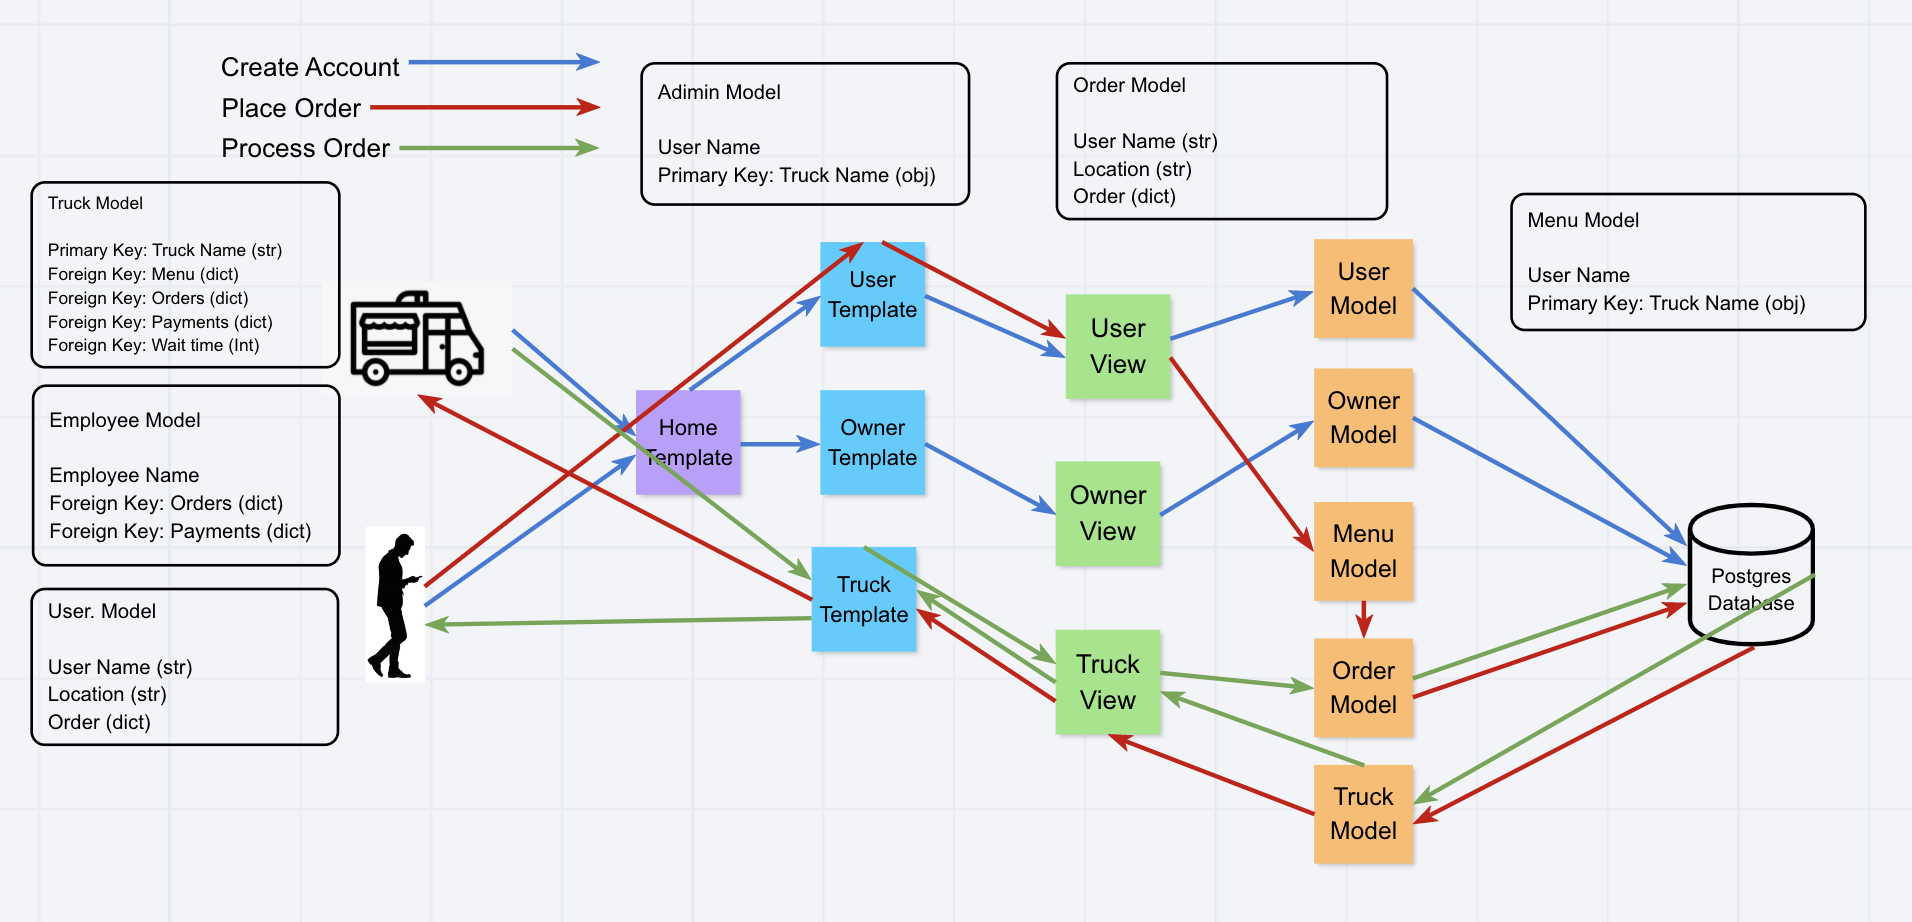 Create Account
Place Order
Process Order
Adimin Model
User Name
Primary Key: Truck Name (obj)
Order Model
User Name (str)
Location (str)
Order (dict)
Menu Model
User Name
Primary Key: Truck Name (obj)
Truck Model
Primary Key: Truck Name (str)
Foreign Key: Menu (dict)
Foreign Key: Orders (dict)
Foreign Key: Payments (dict)
Foreign Key: Wait time (Int)
Employee Model
Employee Name
Foreign Key: Orders (dict)
Foreign Key: Payments (dict)
User. Model
User Name (str)
Location (str)
Order (dict)
Home
Template
User
Template
Owner
Template
Truck
Template
User
View
Owner
View
Truck
View
User
Model
Owner
Model
Menu
Model
Order
Model
Truck
Model
Postgres
Database